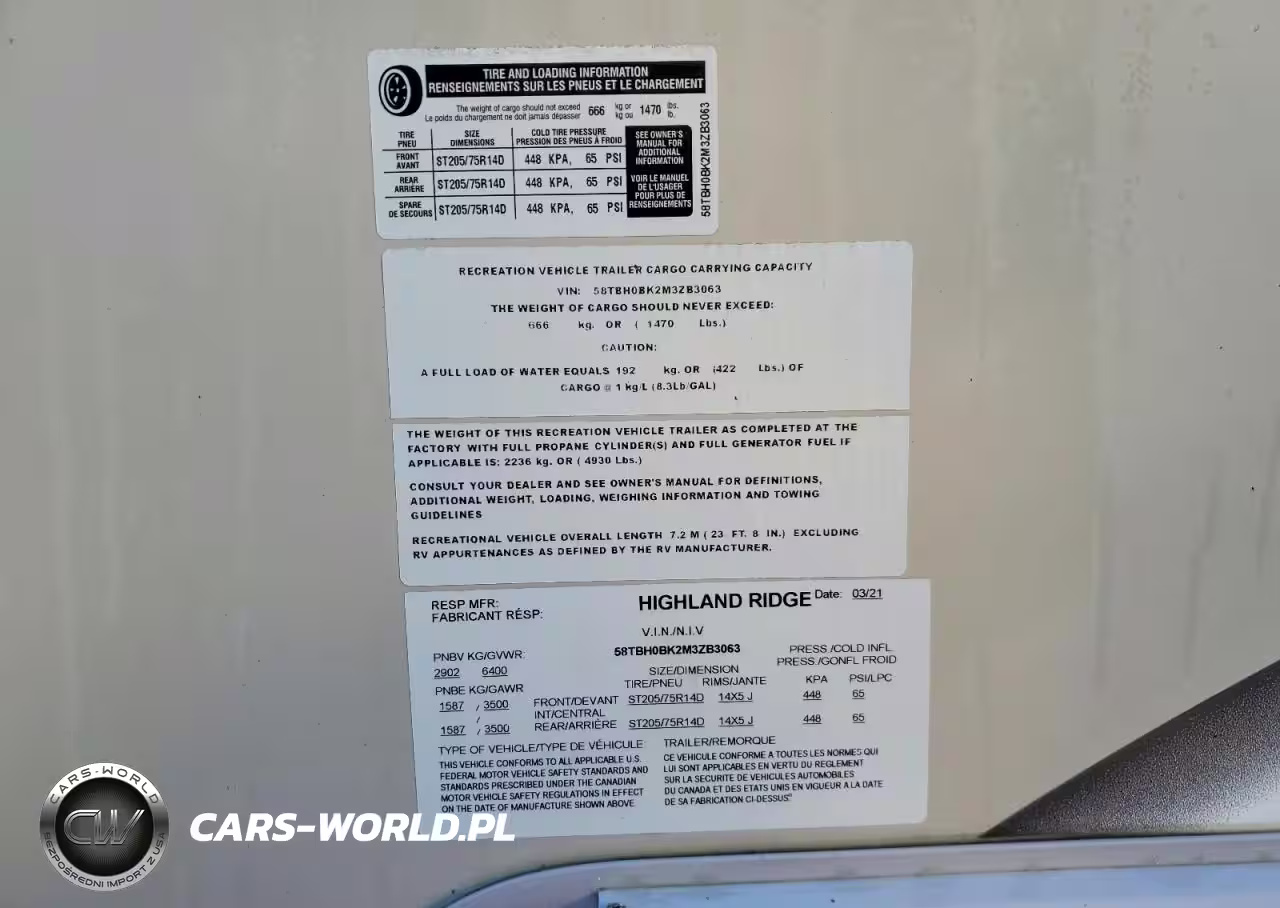 TIRE AND LOADING INFORMATION
RENSEIGNEMENTS SUR LES PNEUS ET LE CHARGEMENT
The weight of cargo should not exceed 666 kg or 1470 lbs.
Le poids du chargement ne doit jamais dépasser kg ou lb.
TIRE PNEU SIZE DIMENSIONS COLD TIRE PRESSURE PRESSION DES PNEUS À FROID
FRONT AVANT ST205/75R14D 448 KPA, 65 PSI
REAR ARRIÈRE ST205/75R14D 448 KPA, 65 PSI
SPARE DE SECOURS ST205/75R14D 448 KPA, 65 PSI
SEE OWNER'S
MANUAL FOR
ADDITIONAL
INFORMATION
VOIR LE MANUEL
DE L'USAGER
POUR PLUS DE
RENSEIGNEMENTS
58TBH0BK2M3ZB3063
RECREATION VEHICLE TRAILER CARGO CARRYING CAPACITY
VIN: 58TBH0BK2M3ZB3063
THE WEIGHT OF CARGO SHOULD NEVER EXCEED:
666 kg. OR ( 1470 Lbs.)
CAUTION:
A FULL LOAD OF WATER EQUALS 192 kg. OR (422 Lbs.) OF
CARGO @ 1 kg/L (8.3Lb/GAL)
THE WEIGHT OF THIS RECREATION VEHICLE TRAILER AS COMPLETED AT THE
FACTORY WITH FULL PROPANE CYLINDER(S) AND FULL GENERATOR FUEL IF
APPLICABLE IS: 2236 kg. OR ( 4930 Lbs.)
CONSULT YOUR DEALER AND SEE OWNER'S MANUAL FOR DEFINITIONS,
ADDITIONAL WEIGHT, LOADING, WEIGHING INFORMATION AND TOWING
GUIDELINES
RECREATIONAL VEHICLE OVERALL LENGTH 7.2 M ( 23 FT. 8 IN.) EXCLUDING
RV APPURTENANCES AS DEFINED BY THE RV MANUFACTURER.
RESP MFR: HIGHLAND RIDGE Date: 03/21
FABRICANT RÉSP:
V.I.N./N.I.V
58TBH0BK2M3ZB3063
PRESS./COLD INFL
PRESS./GONFL FROID
PNBV KG/GVWR:
2902 6400
SIZE/DIMENSION
TIRE/PNEU RIMS/JANTE KPA PSI/LPC
PNBE KG/GAWR
1587 / 3500 FRONT/DEVANT ST205/75R14D 14X5 J 448 65
/ INT/CENTRAL
1587 / 3500 REAR/ARRIÈRE ST205/75R14D 14X5 J 448 65
TYPE OF VEHICLE/TYPE DE VÉHICULE: TRAILER/REMORQUE
THIS VEHICLE CONFORMS TO ALL APPLICABLE U.S.
FEDERAL MOTOR VEHICLE SAFETY STANDARDS AND
STANDARDS PRESCRIBED UNDER THE CANADIAN
MOTOR VEHICLE SAFETY REGULATIONS IN EFFECT
ON THE DATE OF MANUFACTURE SHOWN ABOVE.
CE VEHICULE CONFORME A TOUTES LES NORMES QUI
LUI SONT APPLICABLES EN VERTU DU REGLEMENT
SUR LA SECURITE DE VEHICULES AUTOMOBILES
DU CANADA ET DES ETATS UNIS EN VIGUEUR A LA DATE
DE SA FABRICATION CI-DESSUS"
CARS-WORLD
CW
BEZPOŚREDNI IMPORT Z USA
CARS-WORLD.PL